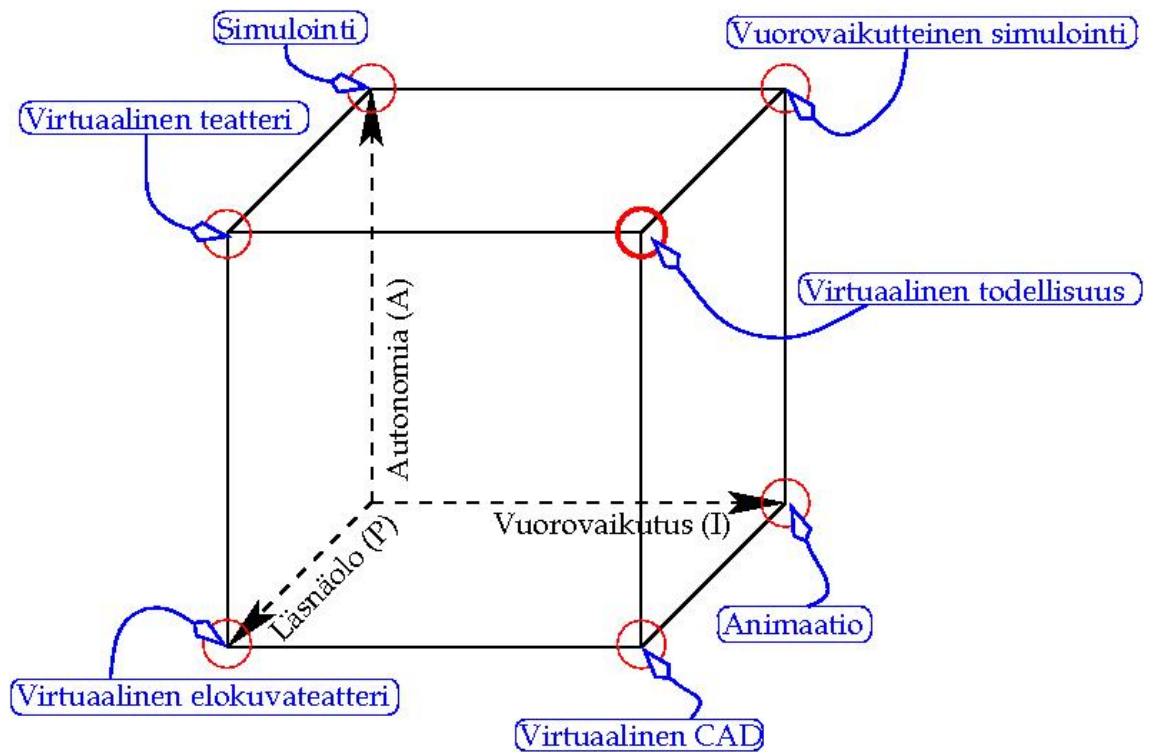 Simulointi
Vuorovaikutteinen simulointi
Virtuaalinen teatteri
Virtuaalinen todellisuus
Autonomia (A)
Vuorovaikutus (I)
Läsnäolo (P)
Animaatio
Virtuaalinen elokuvateatteri
Virtuaalinen CAD